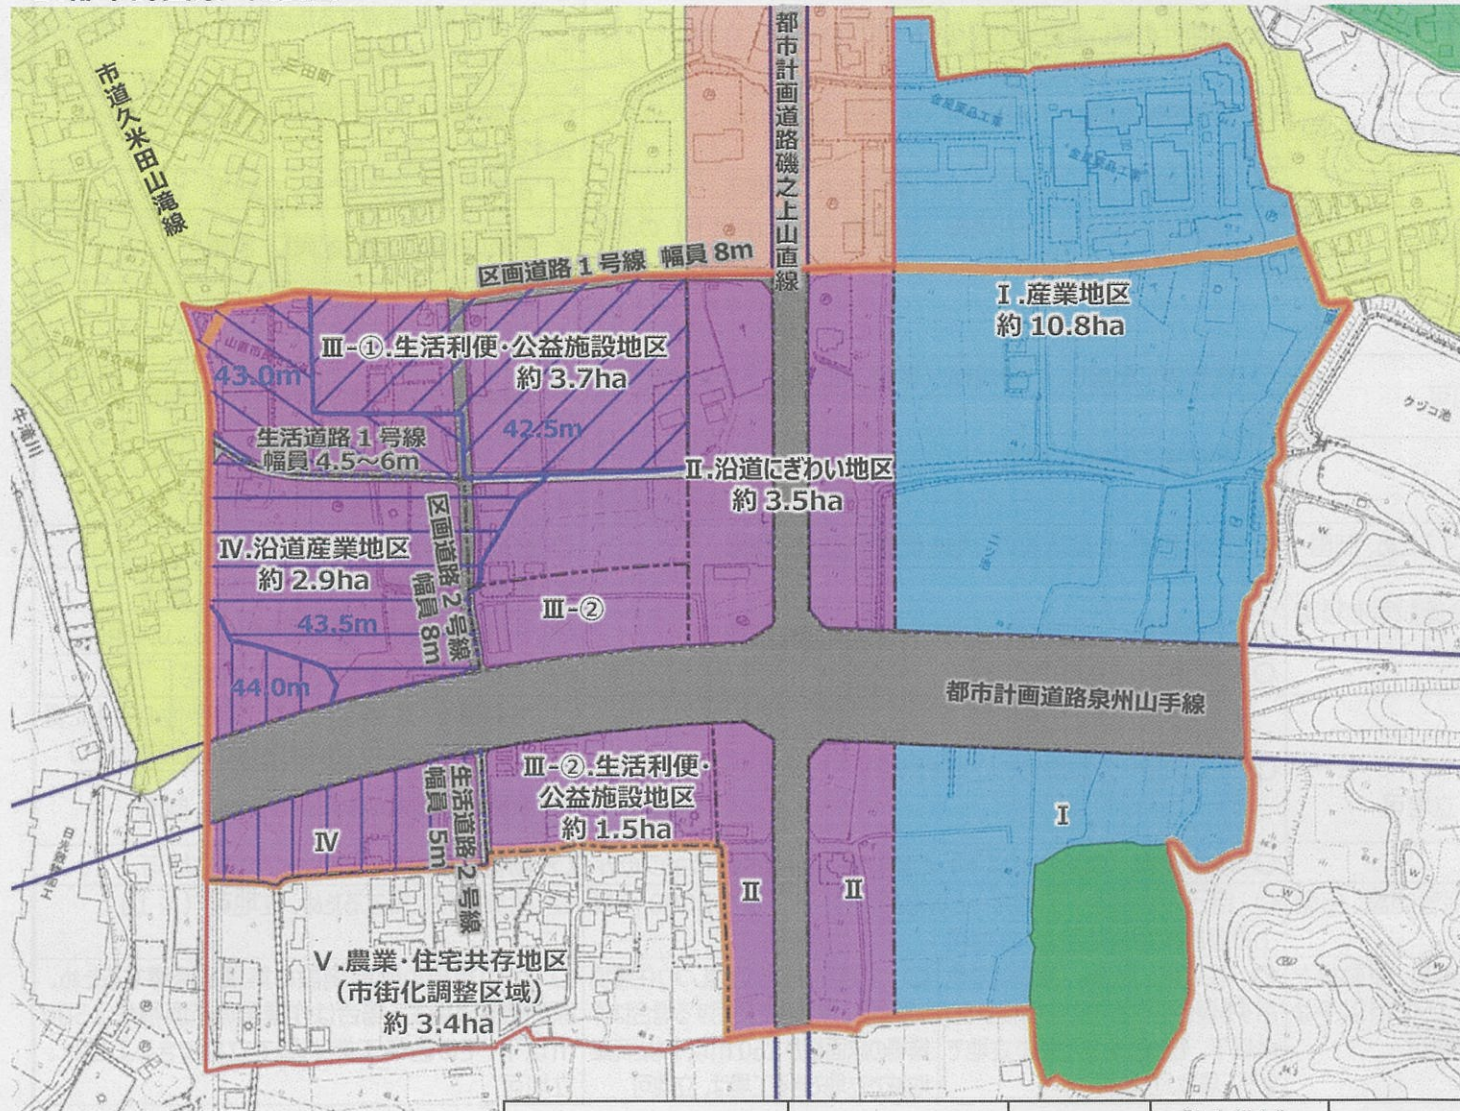 市道久米田山滝線
都市計画道路磯之上山直線
区画道路1号線 幅員8m
Ⅰ.産業地区
約10.8ha
Ⅲ-①.生活利便・公益施設地区
約3.7ha
43.0m
42.5m
生活道路1号線
幅員4.5～6m
牛滝川
クヅコ池
Ⅱ.沿道にぎわい地区
約3.5ha
区画道路2号線
幅員8m
Ⅳ.沿道産業地区
約2.9ha
Ⅲ-②
43.5m
44.0m
都市計画道路泉州山手線
Ⅲ-②.生活利便・
公益施設地区
約1.5ha
生活道路2号線
幅員5m
Ⅳ
Ⅰ
Ⅱ
Ⅱ
Ⅴ.農業・住宅共存地区
（市街化調整区域）
約3.4ha